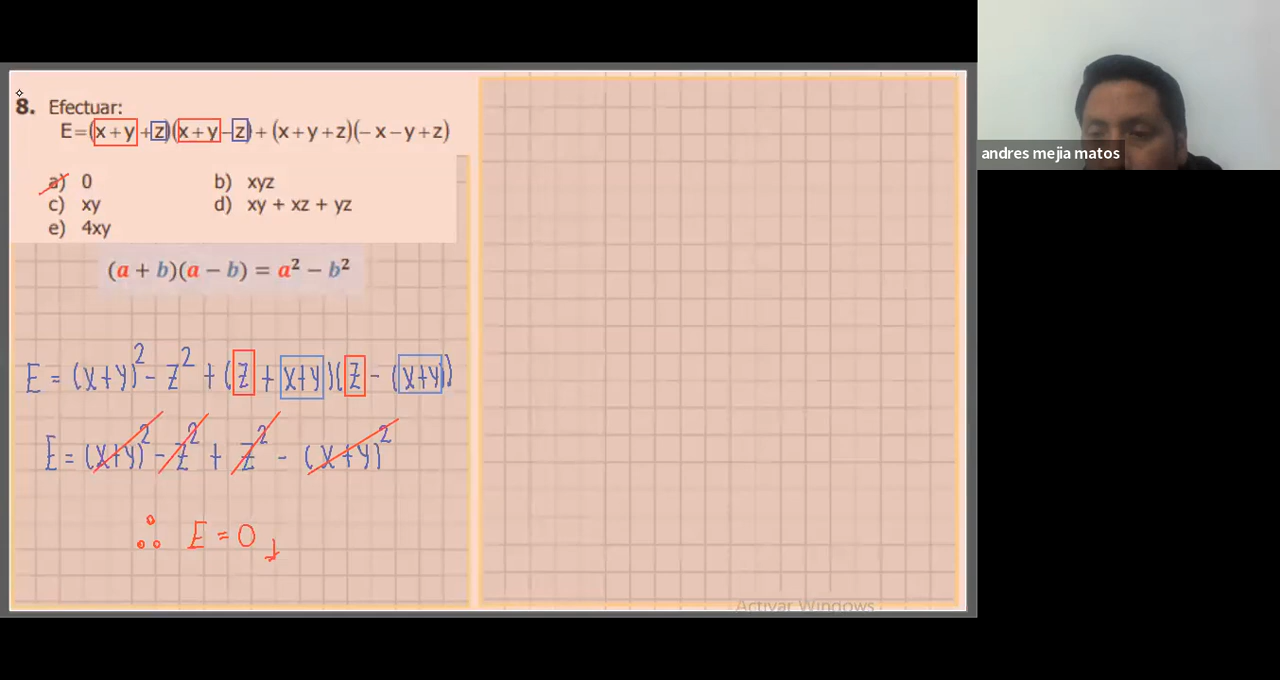 8. Efectuar:
E=(x+y+z)(x+y–z)+(x+y+z)(–x–y+z)
a) 0 b) xyz
c) xy d) xy + xz + yz
e) 4xy
(a + b)(a − b) = a² − b²
E = (x+y)² - z² + (z + x+y)(z - (x+y))
E = (x+y)² - z² + z² - (x+y)²
∴ E = 0
Activar Windows
andres mejia matos